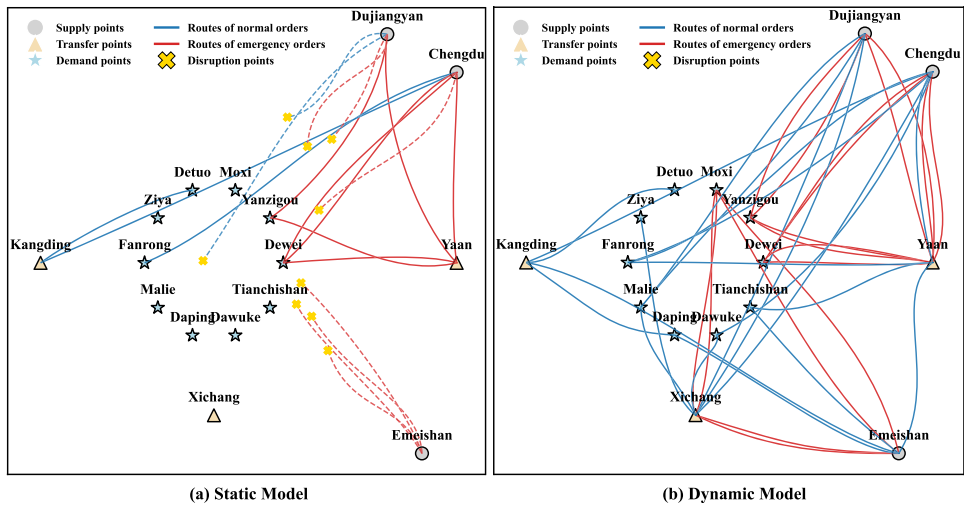 Dujiangyan
Supply points
Routes of normal orders
Transfer points
Routes of emergency orders
Demand points
Disruption points
Chengdu
Detuo
Moxi
Ziya
Yanzigou
Kangding
Fanrong
Dewei
Yaan
Malie
Tianchishan
Daping
Dawuke
Xichang
Emeishan
(a) Static Model
Dujiangyan
Supply points
Routes of normal orders
Transfer points
Routes of emergency orders
Demand points
Disruption points
Chengdu
Detuo
Moxi
Ziya
Yanzigou
Kangding
Fanrong
Dewei
Yaan
Malie
Tianchishan
Daping
Dawuke
Xichang
Emeishan
(b) Dynamic Model